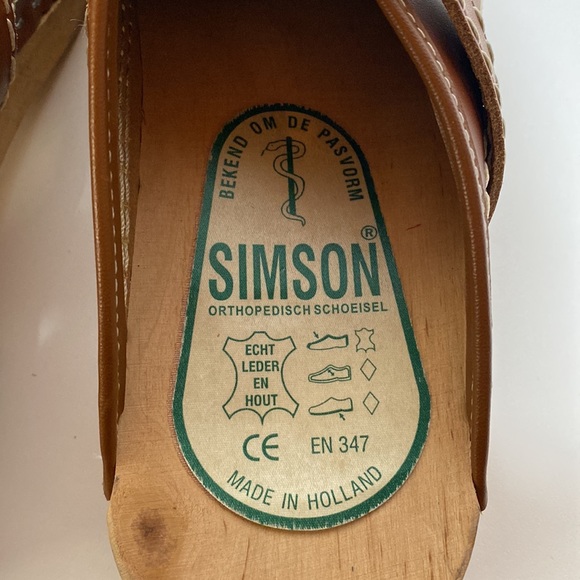 BEKEND OM DE PASVORM
SIMSON®
ORTHOPEDISCH SCHOEISEL
ECHT
LEDER
EN
HOUT
CE EN 347
MADE IN HOLLAND